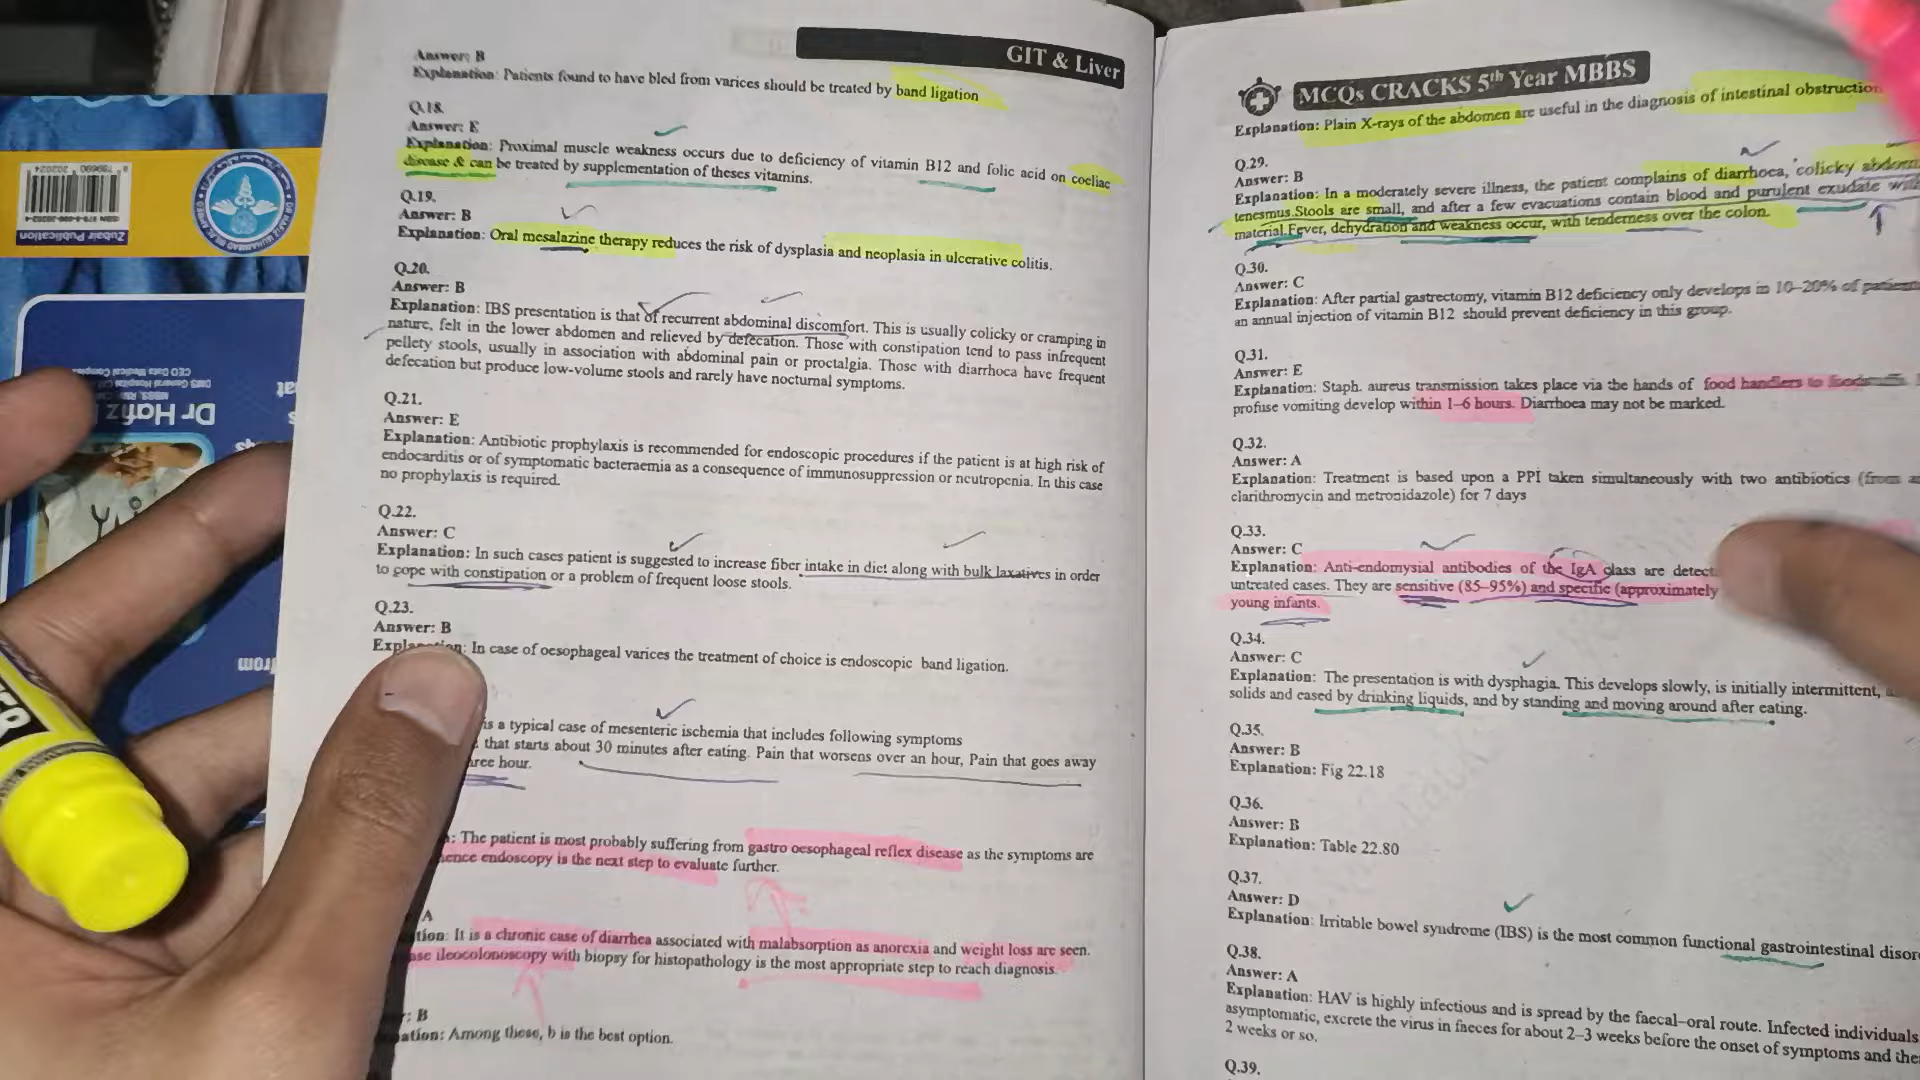 GIT & Liver
Answer: B
Explanation: Patients found to have bled from varices should be treated by band ligation
Q.18.
Answer: E
Explanation: Proximal muscle weakness occurs due to deficiency of vitamin B12 and folic acid on coeliac
disease & can be treated by supplementation of theses vitamins.
Q.19.
Answer: B
Explanation: Oral mesalazine therapy reduces the risk of dysplasia and neoplasia in ulcerative colitis.
Q.20.
Answer: B
Explanation: IBS presentation is that of recurrent abdominal discomfort. This is usually colicky or cramping in
nature, felt in the lower abdomen and relieved by defecation. Those with constipation tend to pass infrequent
pellety stools, usually in association with abdominal pain or proctalgia. Those with diarrhoea have frequent
defecation but produce low-volume stools and rarely have nocturnal symptoms.
Q.21.
Answer: E
Explanation: Antibiotic prophylaxis is recommended for endoscopic procedures if the patient is at high risk of
endocarditis or of symptomatic bacteraemia as a consequence of immunosuppression or neutropenia. In this case
no prophylaxis is required.
Q.22.
Answer: C
Explanation: In such cases patient is suggested to increase fiber intake in diet along with bulk laxatives in order
to cope with constipation or a problem of frequent loose stools.
Q.23.
Answer: B
Explanation: In case of oesophageal varices the treatment of choice is endoscopic band ligation.
is a typical case of mesenteric ischemia that includes following symptoms
that starts about 30 minutes after eating. Pain that worsens over an hour, Pain that goes away
hour.
: The patient is most probably suffering from gastro oesophageal reflex disease as the symptoms are
hence endoscopy is the next step to evaluate further.
A
It is a chronic case of diarrhea associated with malabsorption as anorexia and weight loss are seen.
ileocolonoscopy with biopsy for histopathology is the most appropriate step to reach diagnosis.
: B
Among these, b is the best option.
MCQs CRACKS 5th Year MBBS
Explanation: Plain X-rays of the abdomen are useful in the diagnosis of intestinal obstruction
Q.29.
Answer: B
Explanation: In a moderately severe illness, the patient complains of diarrhoea, colicky
tenesmus.Stools are small, and after a few evacuations contain blood and purulent exudate
material.Fever, dehydration and weakness occur, with tenderness over the colon.
Q.30.
Answer: C
Explanation: After partial gastrectomy, vitamin B12 deficiency only develops in 10–20% of patients
an annual injection of vitamin B12 should prevent deficiency in this group.
Q.31.
Answer: E
Explanation: Staph. aureus transmission takes place via the hands of food handlers to
profuse vomiting develop within 1–6 hours. Diarrhoea may not be marked.
Q.32.
Answer: A
Explanation: Treatment is based upon a PPI taken simultaneously with two antibiotics (from
clarithromycin and metronidazole) for 7 days
Q.33.
Answer: C
Explanation: Anti-endomysial antibodies of the IgA class are
untreated cases. They are sensitive (85–95%) and specific (approximately
young infants.
Q.34.
Answer: C
Explanation: The presentation is with dysphagia. This develops slowly, is initially intermittent,
solids and eased by drinking liquids, and by standing and moving around after eating.
Q.35.
Answer: B
Explanation: Fig 22.18
Q.36.
Answer: B
Explanation: Table 22.80
Q.37.
Answer: D
Explanation: Irritable bowel syndrome (IBS) is the most common functional gastrointestinal
Q.38.
Answer: A
Explanation: HAV is highly infectious and is spread by the faecal–oral route. Infected individuals
asymptomatic, excrete the virus in faeces for about 2–3 weeks before the onset of symptoms and
2 weeks or so.
Q.39.
Zubair Publication
CEO Data Medical
Dr Hafiz
from